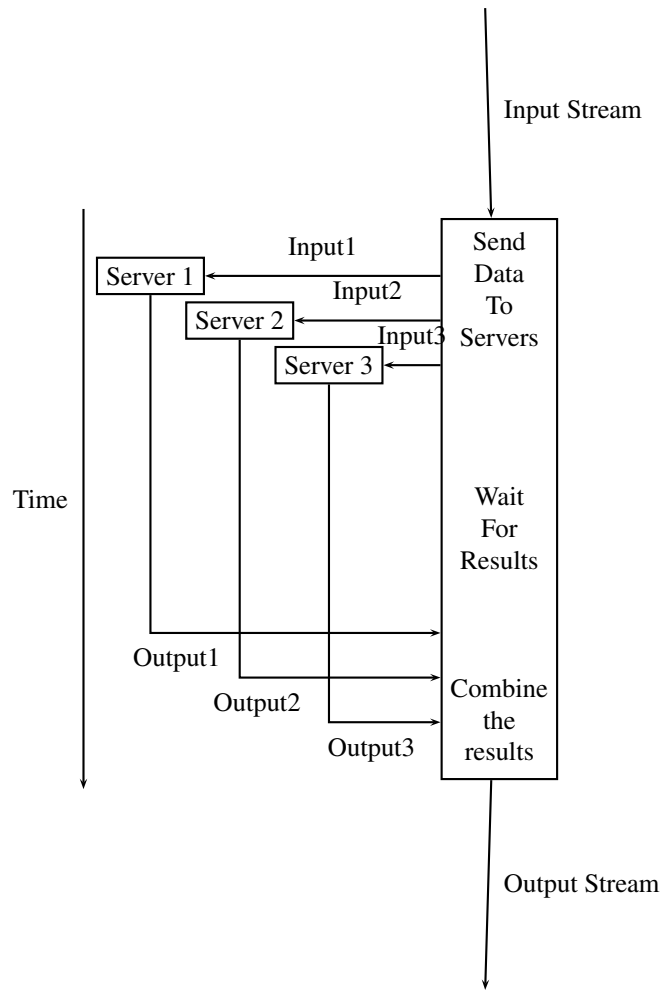 Input Stream
Send
Data
To
Servers
Input1
Server 1
Input2
Server 2
Input3
Server 3
Time
Wait
For
Results
Output1
Output2
Output3
Combine
the
results
Output Stream